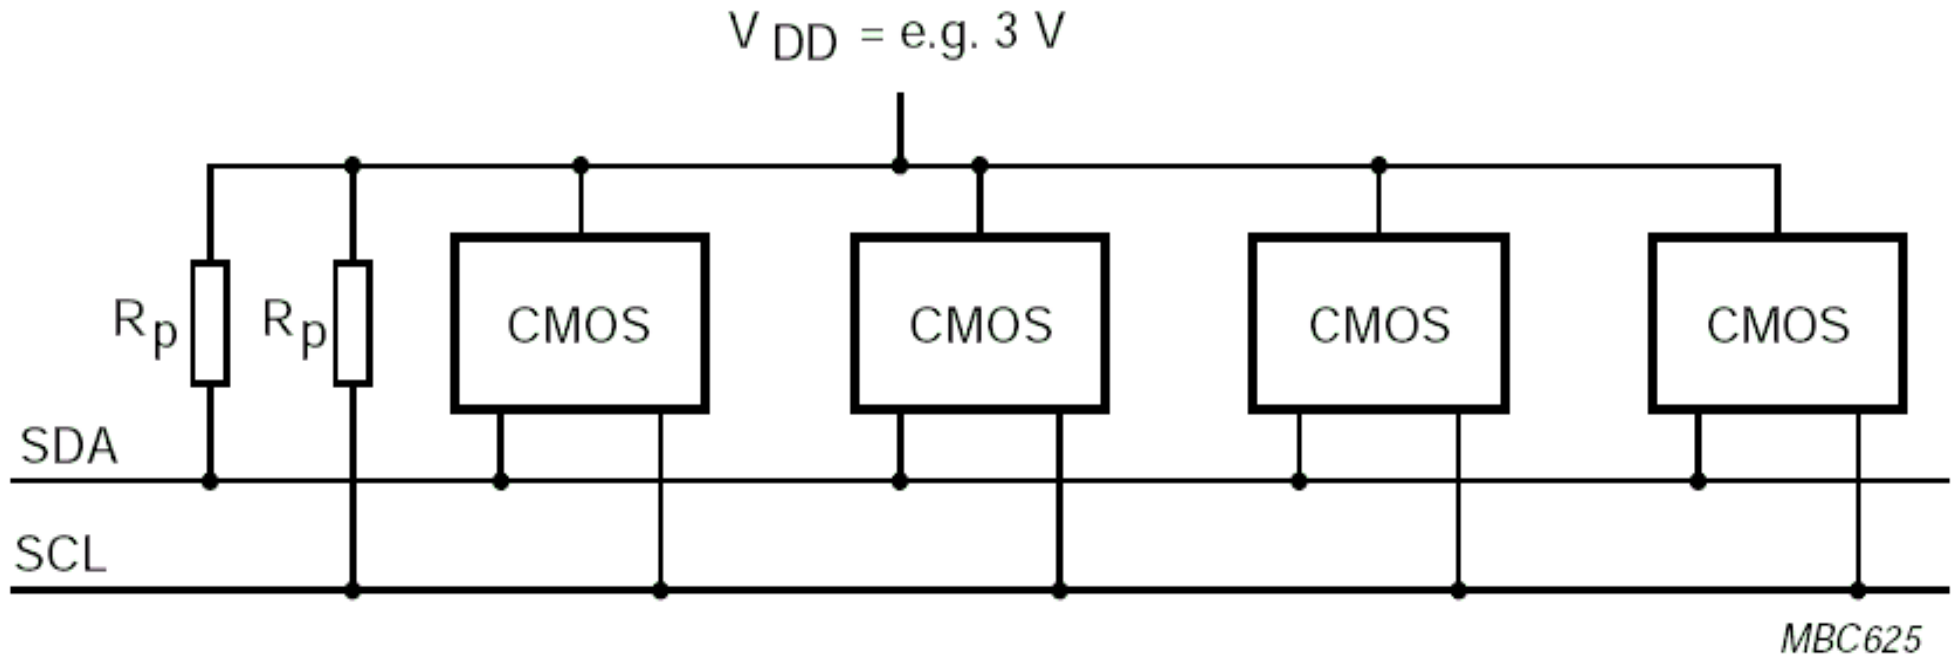 V DD = e.g. 3 V
Rp Rp CMOS CMOS CMOS CMOS
SDA
SCL
MBC625